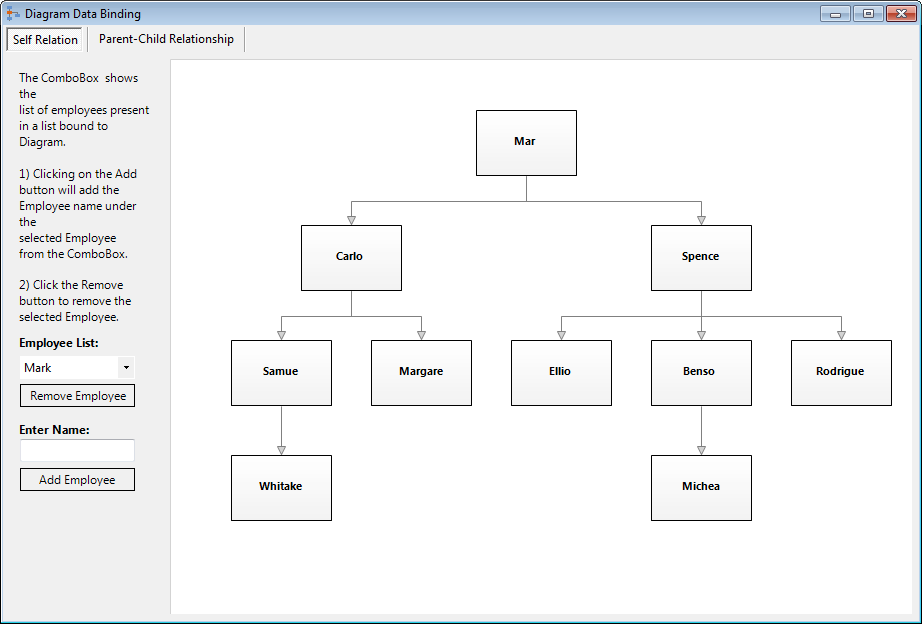 Diagram Data Binding
Self Relation
Parent-Child Relationship
The ComboBox  shows
the
list of employees present
in a list bound to
Diagram.
1) Clicking on the Add
button will add the
Employee name under
the
selected Employee
from the ComboBox.
2) Click the Remove
button to remove the
selected Employee.
Employee List:
Mark
Remove Employee
Enter Name:
Add Employee
Mar
Carlo
Spence
Samue
Margare
Ellio
Benso
Rodrigue
Whitake
Michea